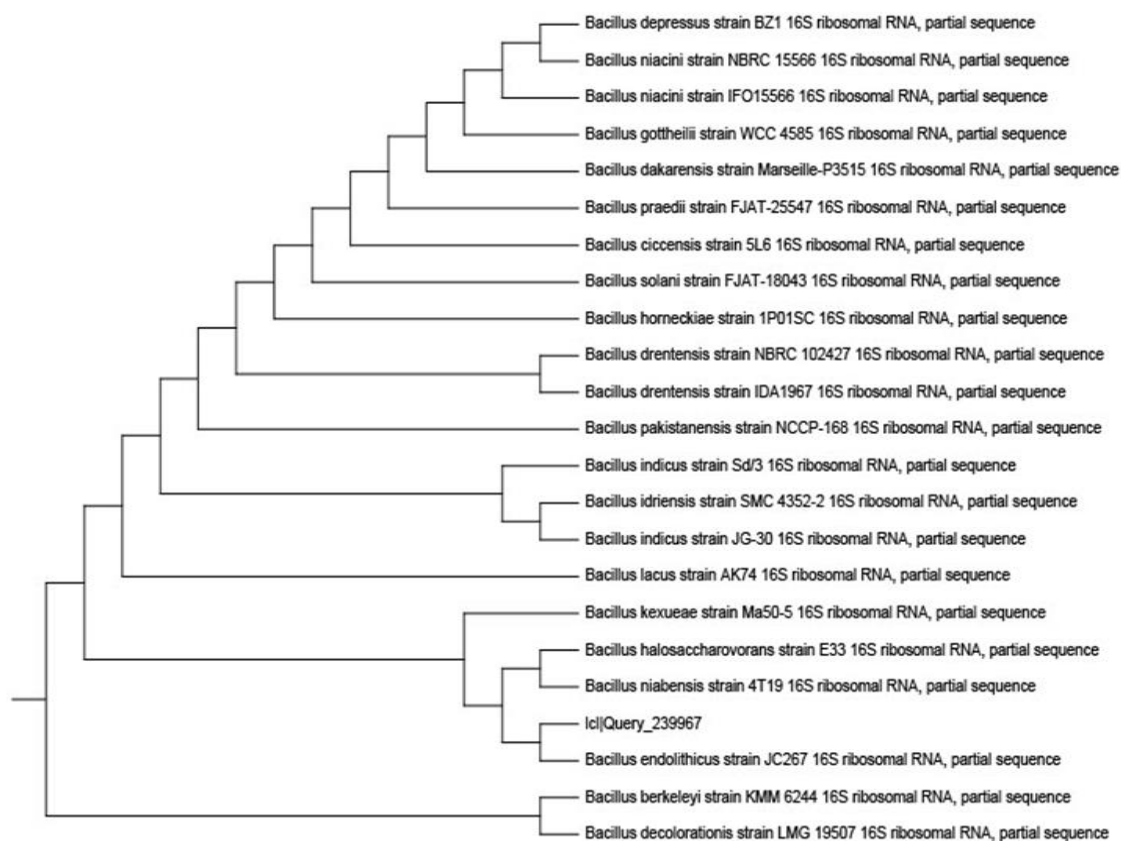 Bacillus depressus strain BZ1 16S ribosomal RNA, partial sequence
Bacillus niacini strain NBRC 15566 16S ribosomal RNA, partial sequence
Bacillus niacini strain IFO15566 16S ribosomal RNA, partial sequence
Bacillus gottheilii strain WCC 4585 16S ribosomal RNA, partial sequence
Bacillus dakarensis strain Marseille-P3515 16S ribosomal RNA, partial sequence
Bacillus praedii strain FJAT-25547 16S ribosomal RNA, partial sequence
Bacillus ciccensis strain 5L6 16S ribosomal RNA, partial sequence
Bacillus solani strain FJAT-18043 16S ribosomal RNA, partial sequence
Bacillus horneckiae strain 1P01SC 16S ribosomal RNA, partial sequence
Bacillus drentensis strain NBRC 102427 16S ribosomal RNA, partial sequence
Bacillus drentensis strain IDA1967 16S ribosomal RNA, partial sequence
Bacillus pakistanensis strain NCCP-168 16S ribosomal RNA, partial sequence
Bacillus indicus strain Sd/3 16S ribosomal RNA, partial sequence
Bacillus idriensis strain SMC 4352-2 16S ribosomal RNA, partial sequence
Bacillus indicus strain JG-30 16S ribosomal RNA, partial sequence
Bacillus lacus strain AK74 16S ribosomal RNA, partial sequence
Bacillus kexueae strain Ma50-5 16S ribosomal RNA, partial sequence
Bacillus halosaccharovorans strain E33 16S ribosomal RNA, partial sequence
Bacillus niabensis strain 4T19 16S ribosomal RNA, partial sequence
lcl|Query_239967
Bacillus endolithicus strain JC267 16S ribosomal RNA, partial sequence
Bacillus berkeleyi strain KMM 6244 16S ribosomal RNA, partial sequence
Bacillus decolorationis strain LMG 19507 16S ribosomal RNA, partial sequence